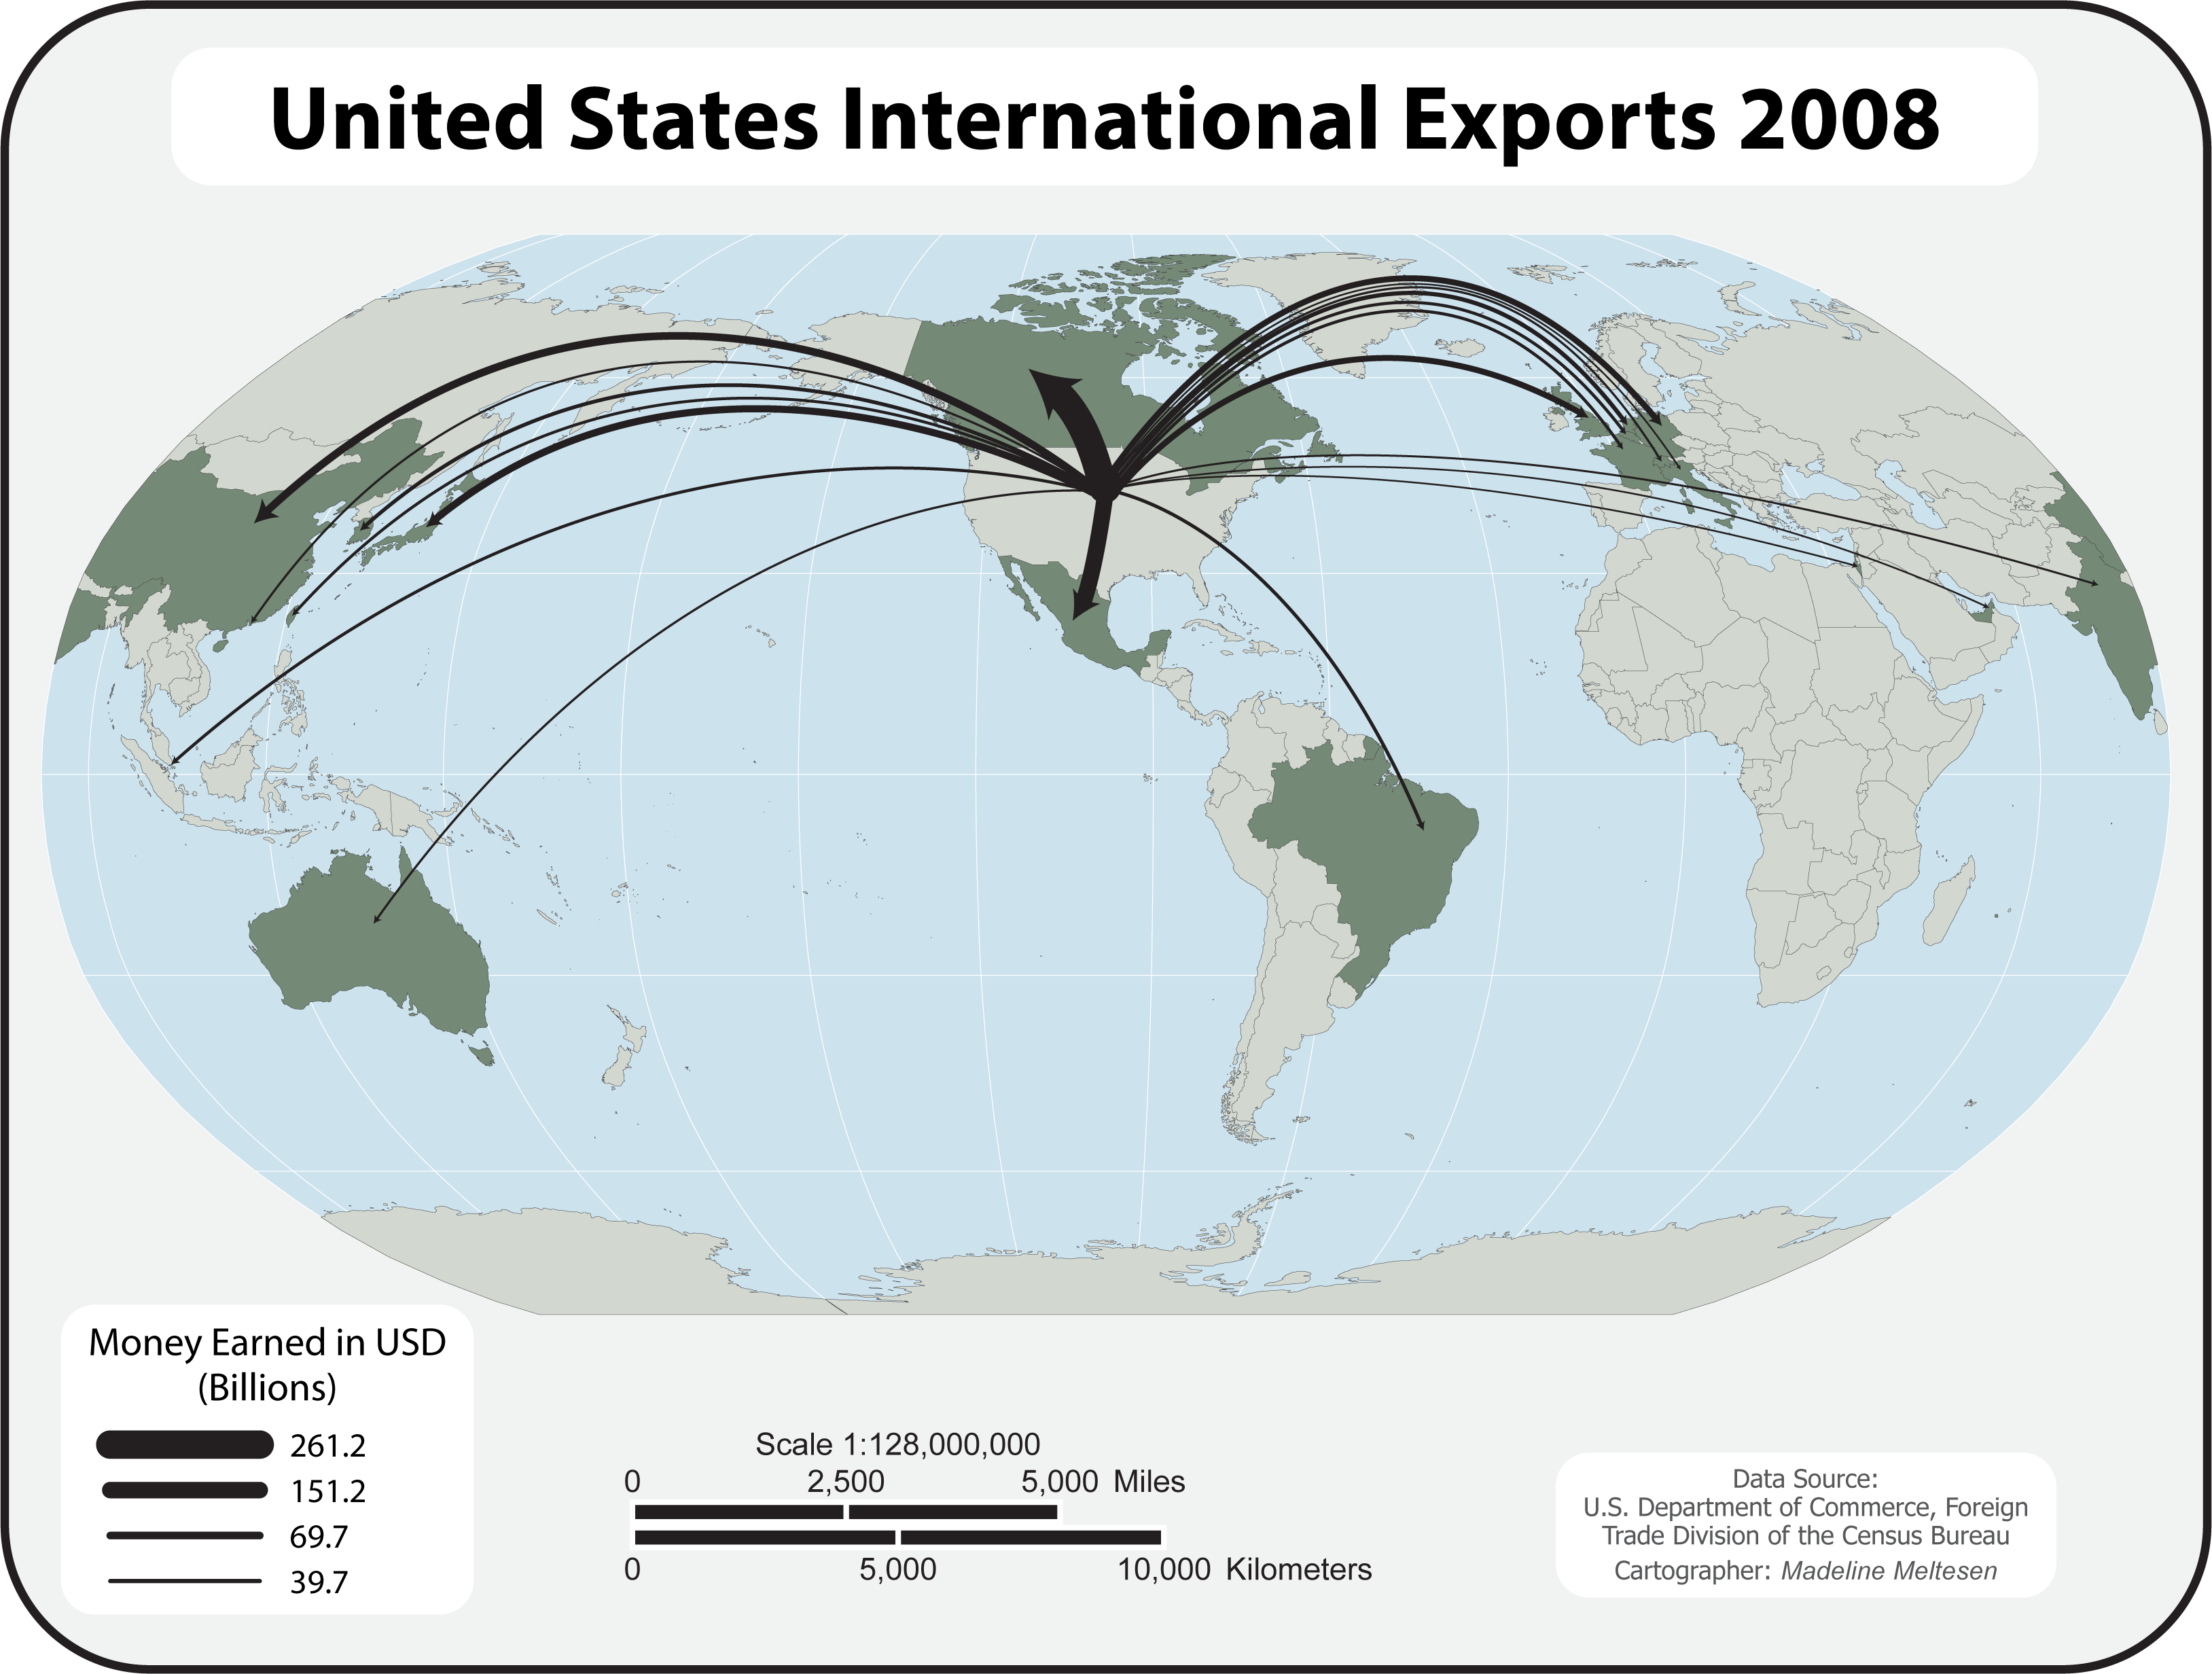 United States International Exports 2008
Money Earned in USD
(Billions)
261.2
151.2
69.7
39.7
Scale 1:128,000,000
0 2,500 5,000 Miles
0 5,000 10,000 Kilometers
Data Source:
U.S. Department of Commerce, Foreign
Trade Division of the Census Bureau
Cartographer: Madeline Meltesen